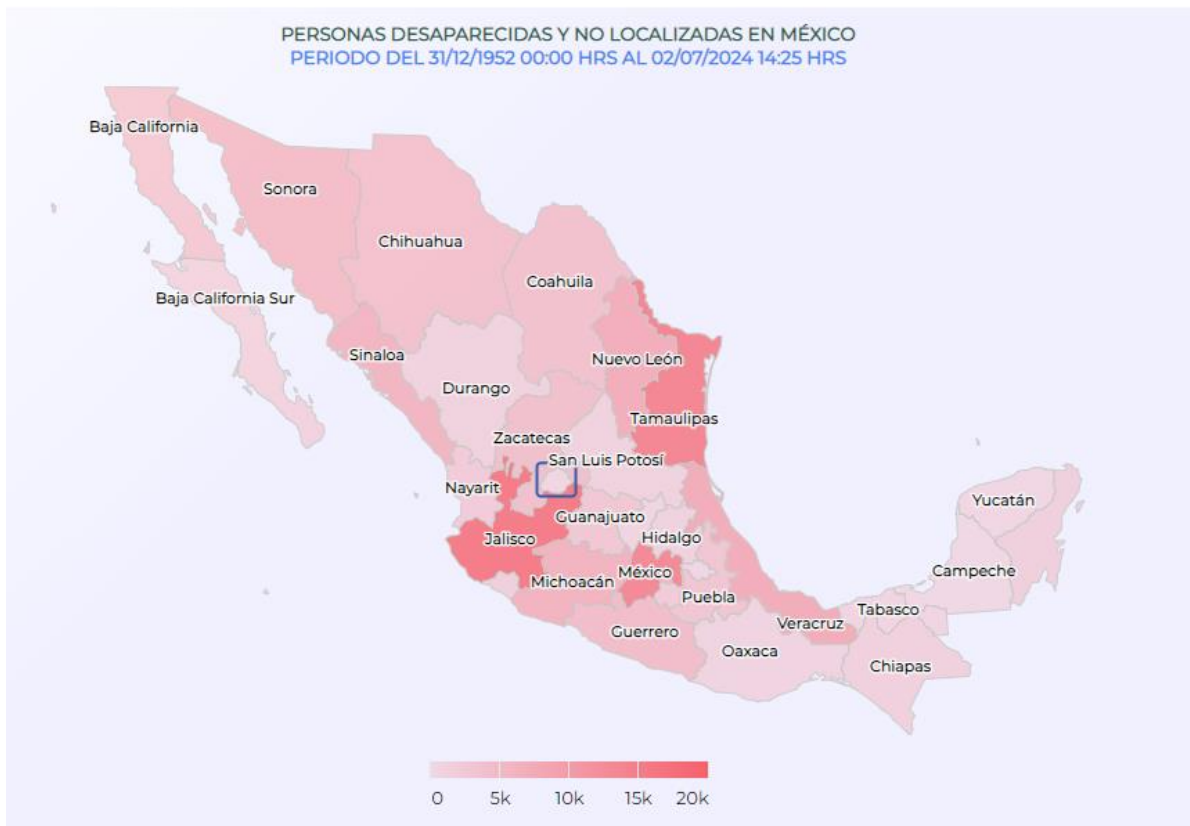 PERSONAS DESAPARECIDAS Y NO LOCALIZADAS EN MÉXICO
PERIODO DEL 31/12/1952 00:00 HRS AL 02/07/2024 14:25 HRS
Baja California
Sonora
Chihuahua
Coahuila
Baja California Sur
Sinaloa
Nuevo León
Durango
Tamaulipas
Zacatecas
San Luis Potosí
Nayarit
Yucatán
Guanajuato
Jalisco
Hidalgo
Campeche
México
Michoacán
Puebla
Tabasco
Veracruz
Guerrero
Oaxaca
Chiapas
0 5k 10k 15k 20k